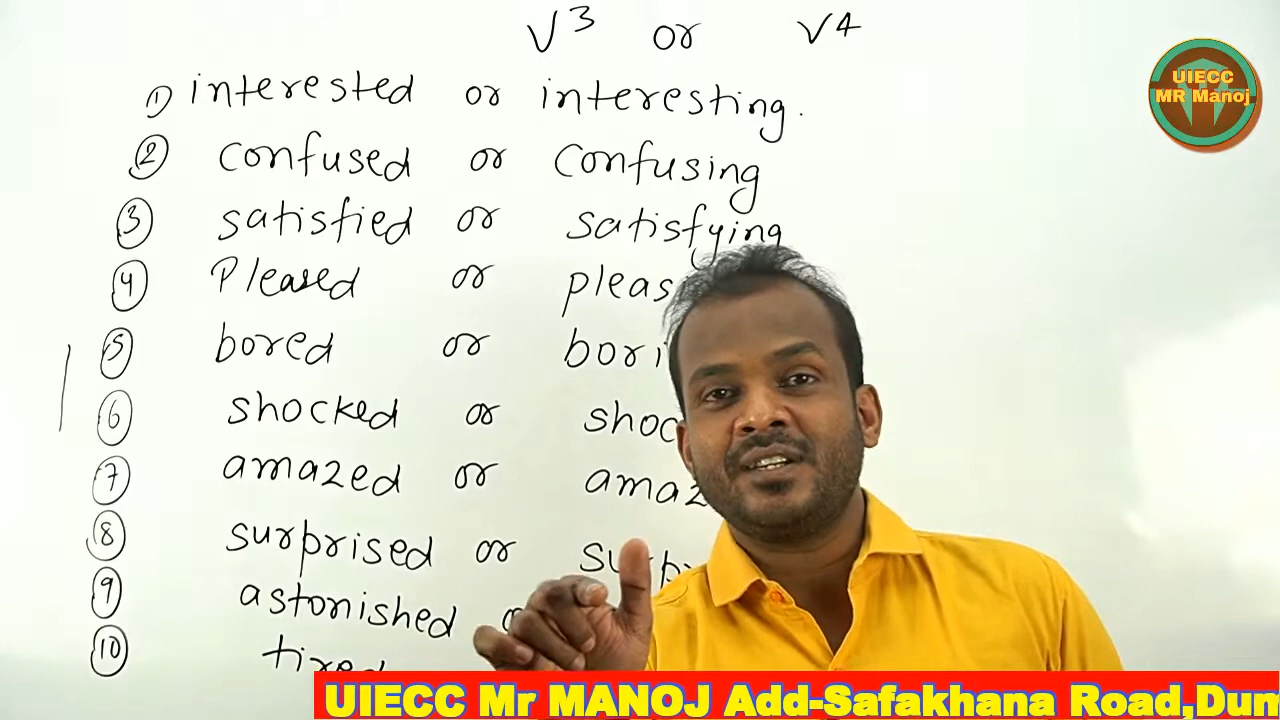 V3 or V4
1) interested or interesting.
2 confused or confusing
3 satisfied or satisfying
4 Pleased or pleas
5 bored or bori
6 shocked or shoc
7 amazed or amaz
8 surprised or surp
9 astonished
10 tired
UIECC
MR Manoj
UIECC Mr MANOJ Add-Safakhana Road,Dun